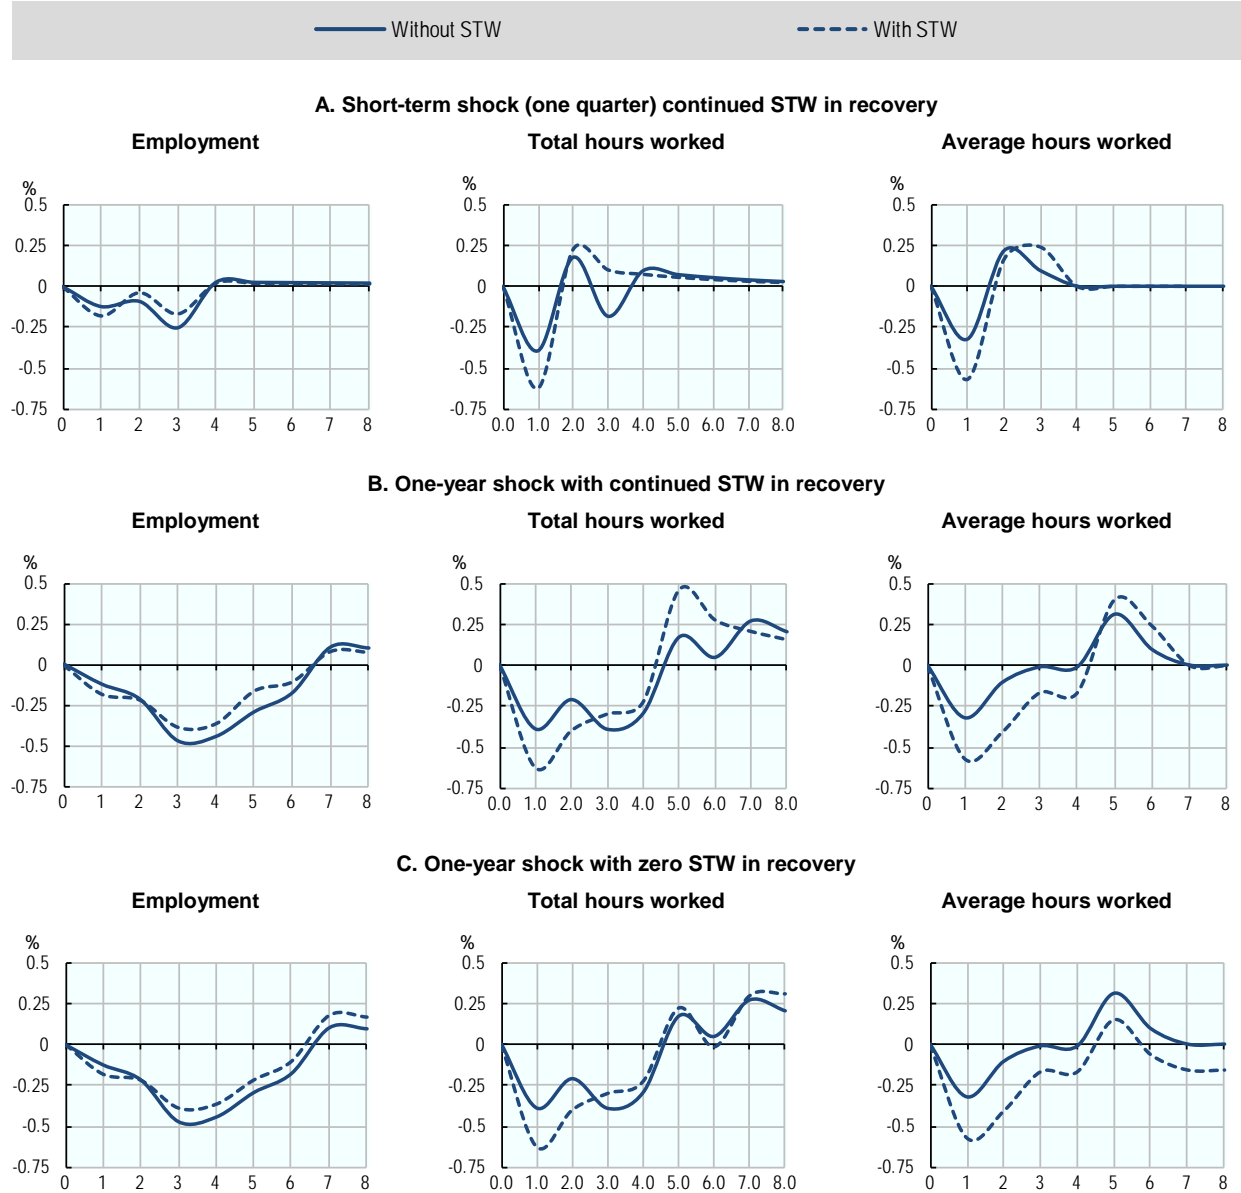 Without STW With STW
A. Short-term shock (one quarter) continued STW in recovery
Employment Total hours worked Average hours worked
% % %
0.5 0.5 0.5
0.25 0.25 0.25
0 0 0
-0.25 -0.25 -0.25
-0.5 -0.5 -0.5
-0.75 -0.75 -0.75
0 1 2 3 4 5 6 7 8 0.0 1.0 2.0 3.0 4.0 5.0 6.0 7.0 8.0 0 1 2 3 4 5 6 7 8
B. One-year shock with continued STW in recovery
Employment Total hours worked Average hours worked
% % %
0.5 0.5 0.5
0.25 0.25 0.25
0 0 0
-0.25 -0.25 -0.25
-0.5 -0.5 -0.5
-0.75 -0.75 -0.75
0 1 2 3 4 5 6 7 8 0.0 1.0 2.0 3.0 4.0 5.0 6.0 7.0 8.0 0 1 2 3 4 5 6 7 8
C. One-year shock with zero STW in recovery
Employment Total hours worked Average hours worked
% % %
0.5 0.5 0.5
0.25 0.25 0.25
0 0 0
-0.25 -0.25 -0.25
-0.5 -0.5 -0.5
-0.75 -0.75 -0.75
0 1 2 3 4 5 6 7 8 0.0 1.0 2.0 3.0 4.0 5.0 6.0 7.0 8.0 0 1 2 3 4 5 6 7 8